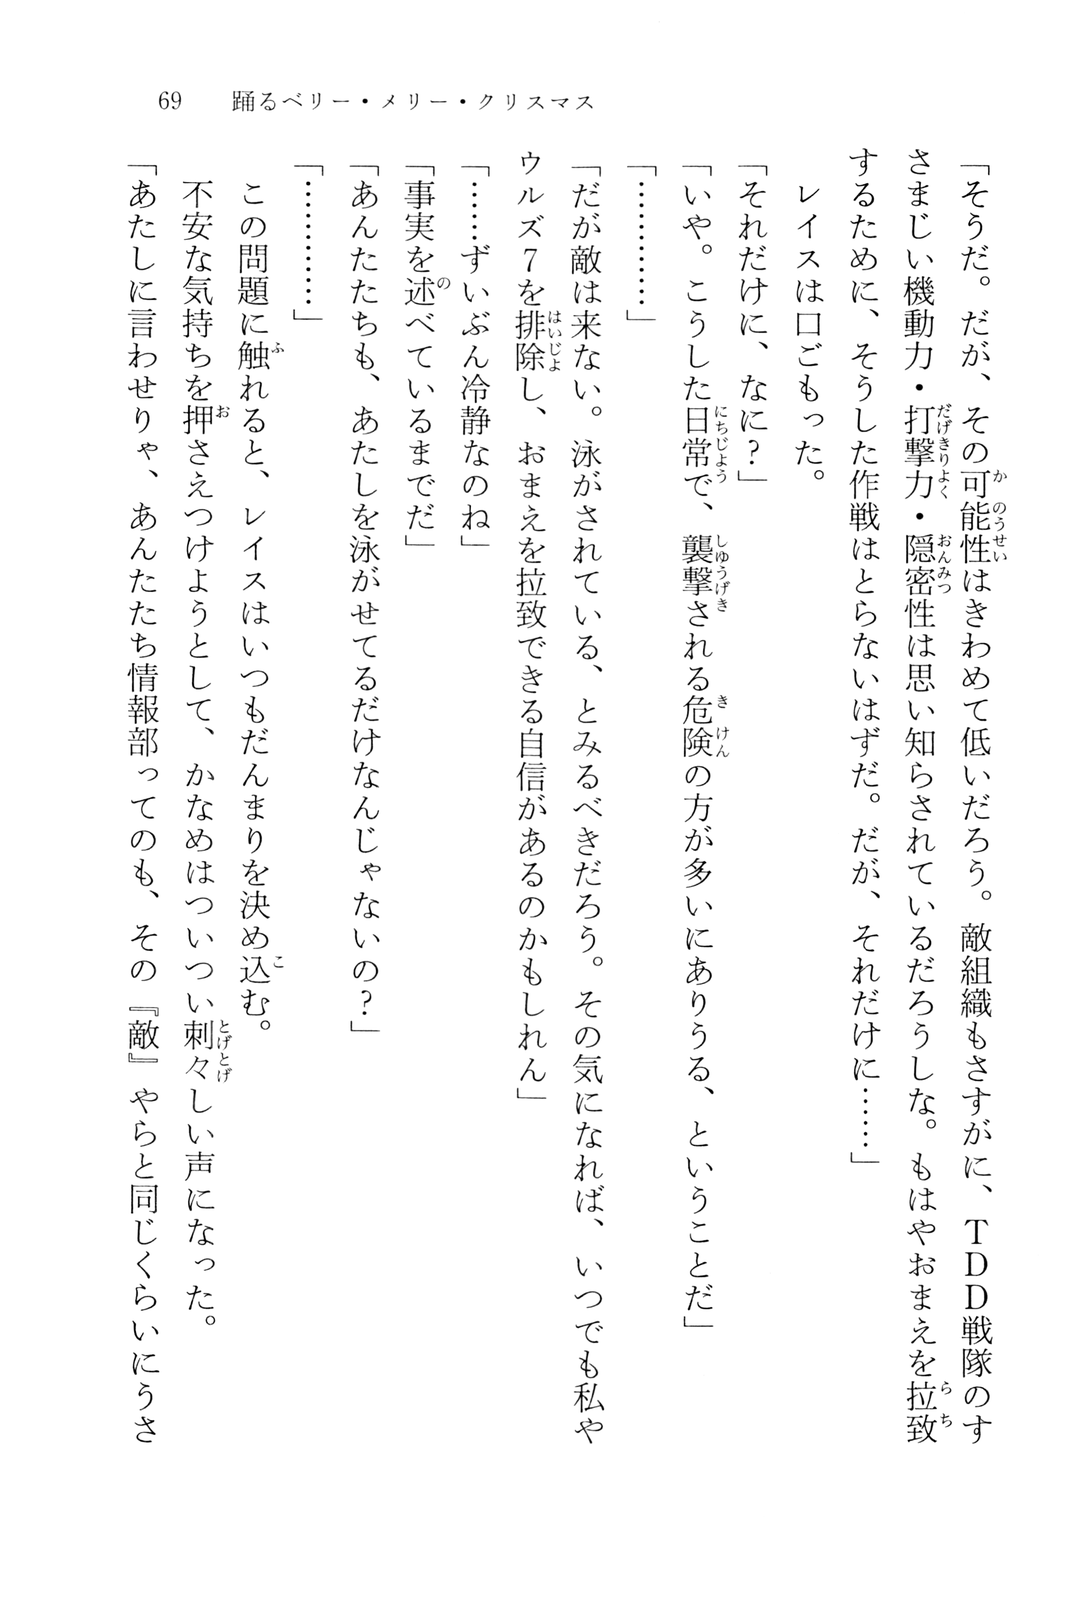 69　踊るベリー・メリー・クリスマス
「そうだ。だが、その可能性はきわめて低いだろう。敵組織もさすがに、ＴＤＤ戦隊のす
さまじい機動力・打撃力・隠密性は思い知らされているだろうしな。もはやおまえを拉致
するために、そうした作戦はとらないはずだ。だが、それだけに……」
　レイスは口ごもった。
「それだけに、なに？」
「いや。こうした日常で、襲撃される危険の方が多いにありうる、ということだ」
「…………」
「だが敵は来ない。泳がされている、とみるべきだろう。その気になれば、いつでも私や
ウルズ７を排除し、おまえを拉致できる自信があるのかもしれん」
「……ずいぶん冷静なのね」
「事実を述べているまでだ」
「あんたたちも、あたしを泳がせてるだけなんじゃないの？」
「…………」
　この問題に触れると、レイスはいつもだんまりを決め込む。
　不安な気持ちを押さえつけようとして、かなめはついつい刺々しい声になった。
「あたしに言わせりゃ、あんたたち情報部ってのも、その『敵』やらと同じくらいにうさ